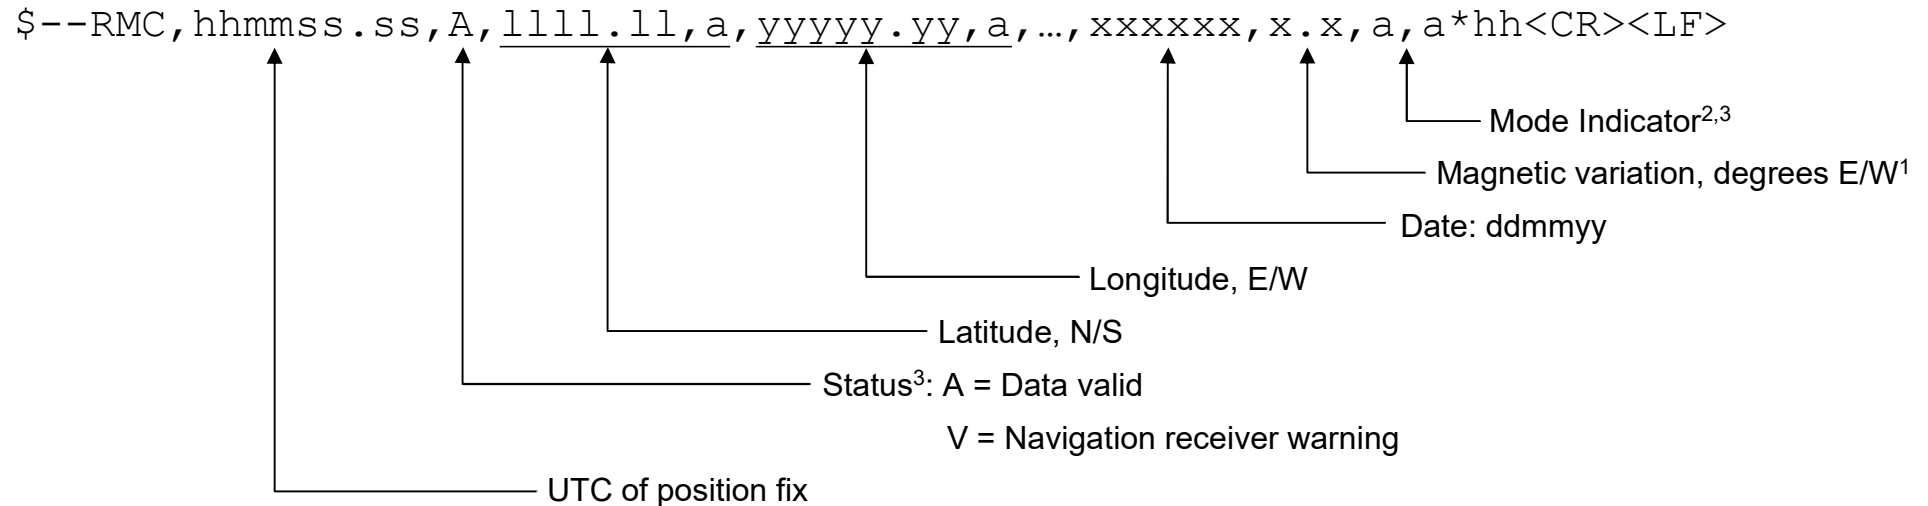 $--RMC,hhmmss.ss,A,llll.ll,a,yyyyy.yy,a,…,xxxxxx,x.x,a,a*hh<CR><LF>
Mode Indicator2,3
Magnetic variation, degrees E/W1
Date: ddmmyy
Longitude, E/W
Latitude, N/S
Status3: A = Data valid
V = Navigation receiver warning
UTC of position fix